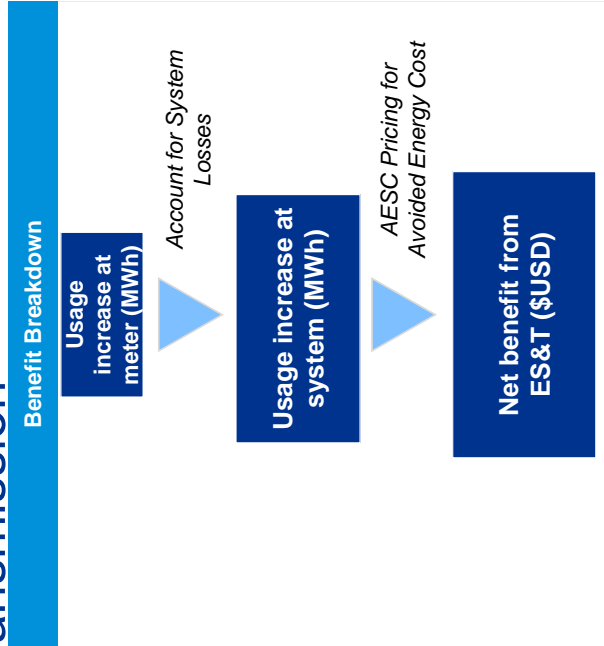 Benefit Breakdown
Usage
increase at
meter (MWh)
Account for System
Losses
Usage increase at
system (MWh)
AESC Pricing for
Avoided Energy Cost
Net benefit from
ES&T ($USD)